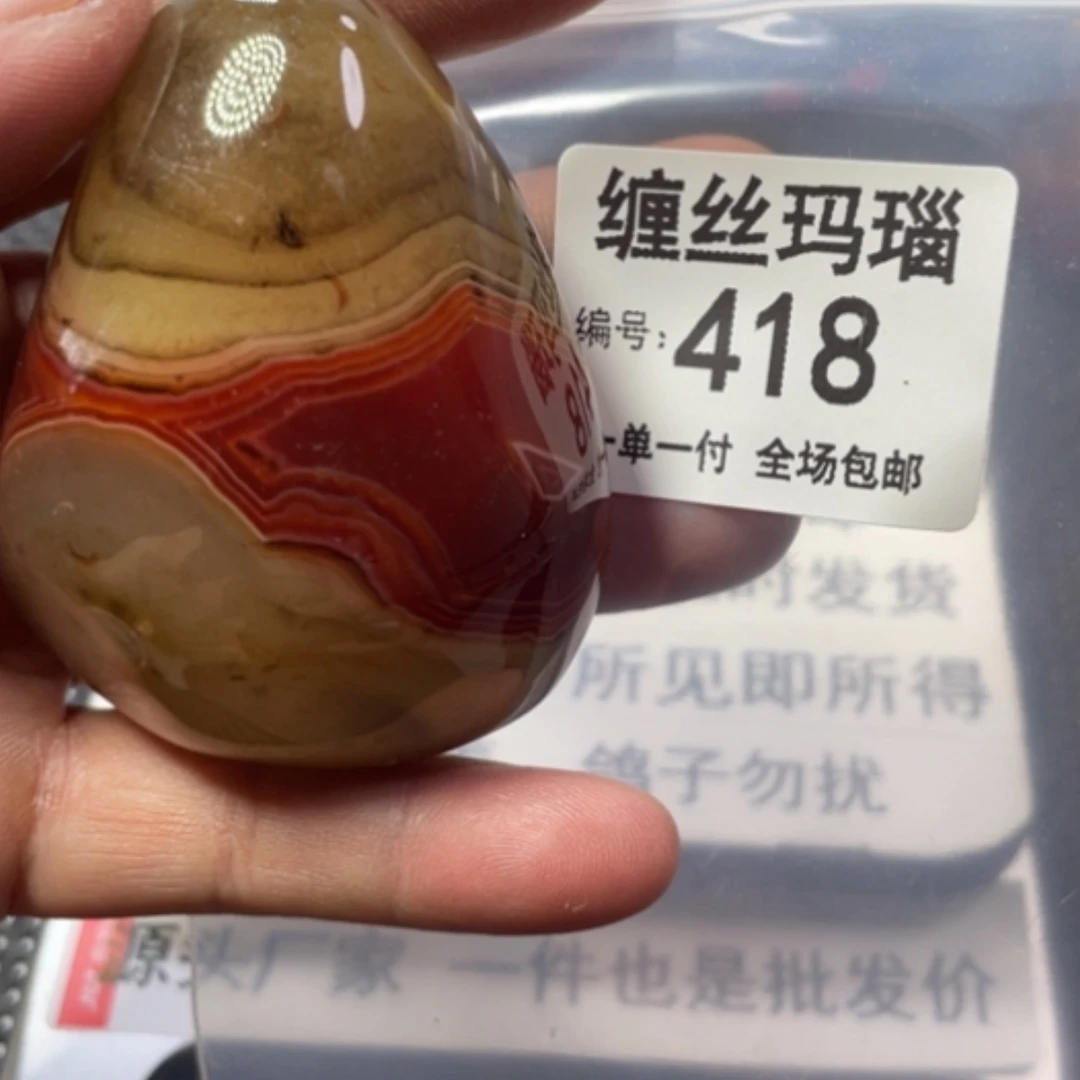 缠丝玛瑙
编号：418
一单一付 全场包邮
时发货
所见即所得
鸽子勿扰
原头厂家 一件也是批发价